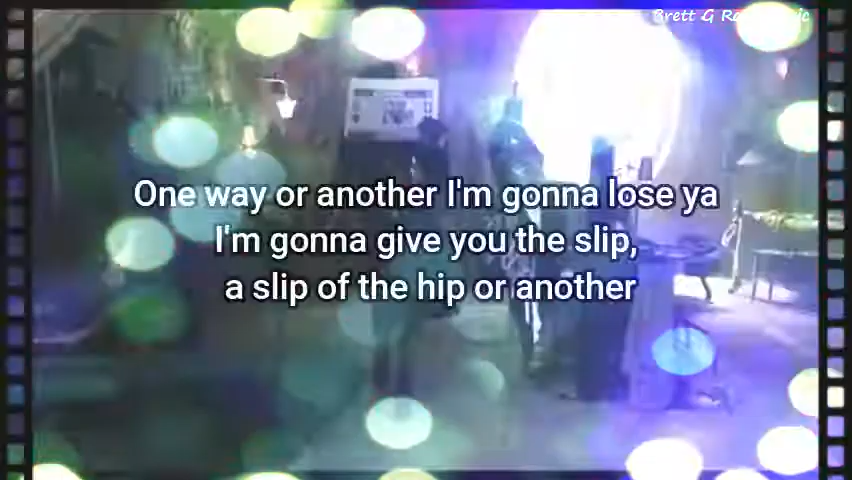 Brett G
One way or another I'm gonna lose ya
I'm gonna give you the slip,
a slip of the hip or another